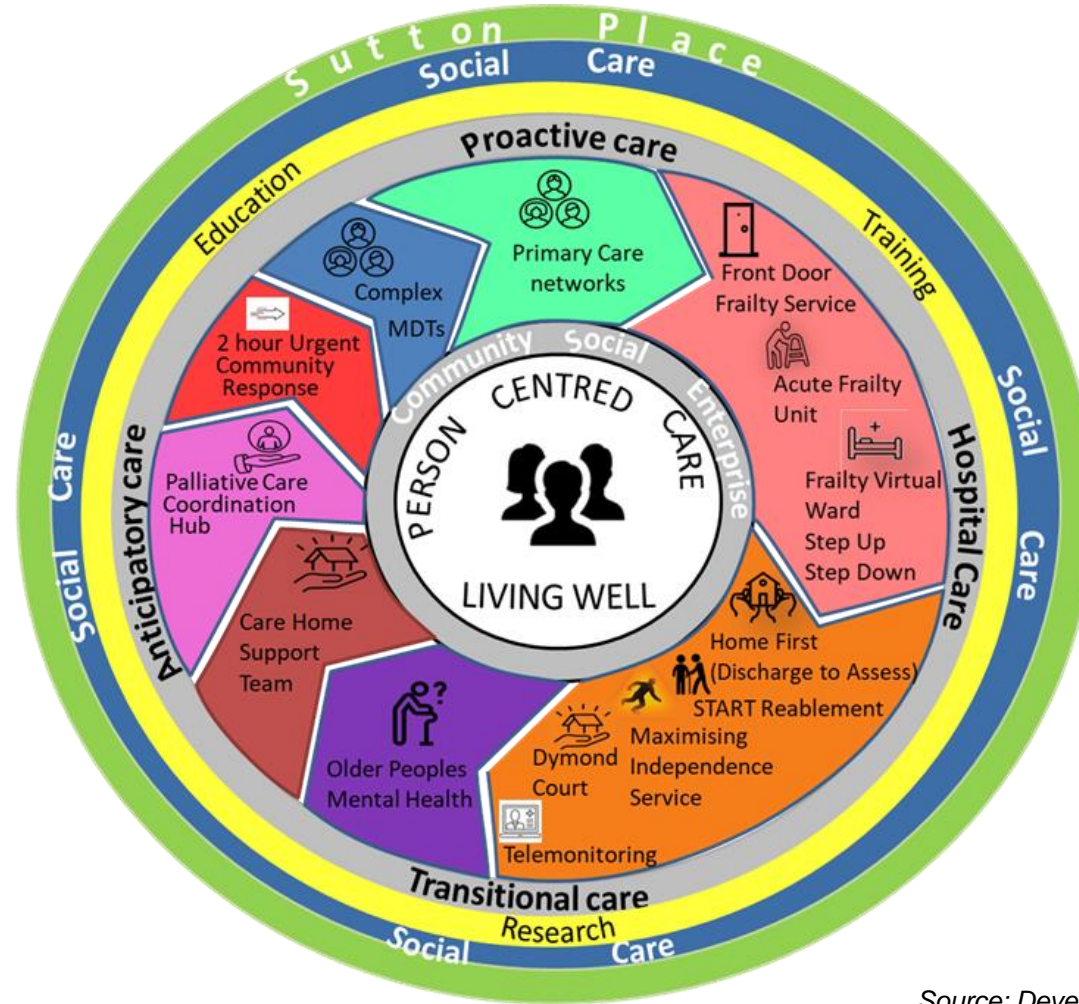 Sutton Place
Social Care
Education
Proactive care
Training
Social Care
Hospital Care
Social Care
Anticipatory care
Transitional care
Research
Social Care
Primary Care
networks
Front Door
Frailty Service
Acute Frailty
Unit
Frailty Virtual
Ward
Step Up
Step Down
Home First
(Discharge to Assess)
START Reablement
Maximising
Independence
Service
Dymond
Court
Telemonitoring
Older Peoples
Mental Health
?
Care Home
Support
Team
Palliative Care
Coordination
Hub
2 hour Urgent
Community
Response
Complex
MDTs
Community Social Enterprise
PERSON CENTRED CARE
LIVING WELL
Source: Deve